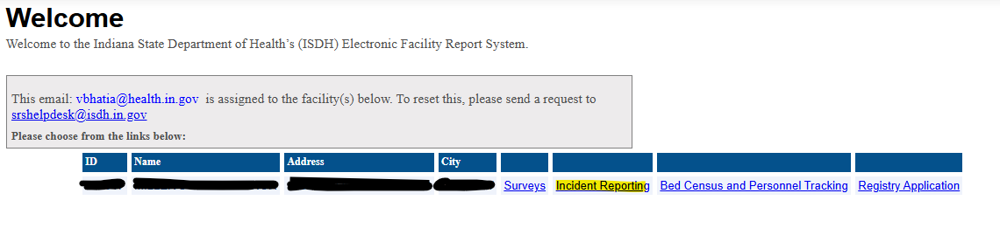 Welcome
Welcome to the Indiana State Department of Health’s (ISDH) Electronic Facility Report System.
This email: vbhatia@health.in.gov is assigned to the facility(s) below. To reset this, please send a request to
srshelpdesk@isdh.in.gov
Please choose from the links below:
ID Name Address City
Surveys Incident Reporting Bed Census and Personnel Tracking Registry Application